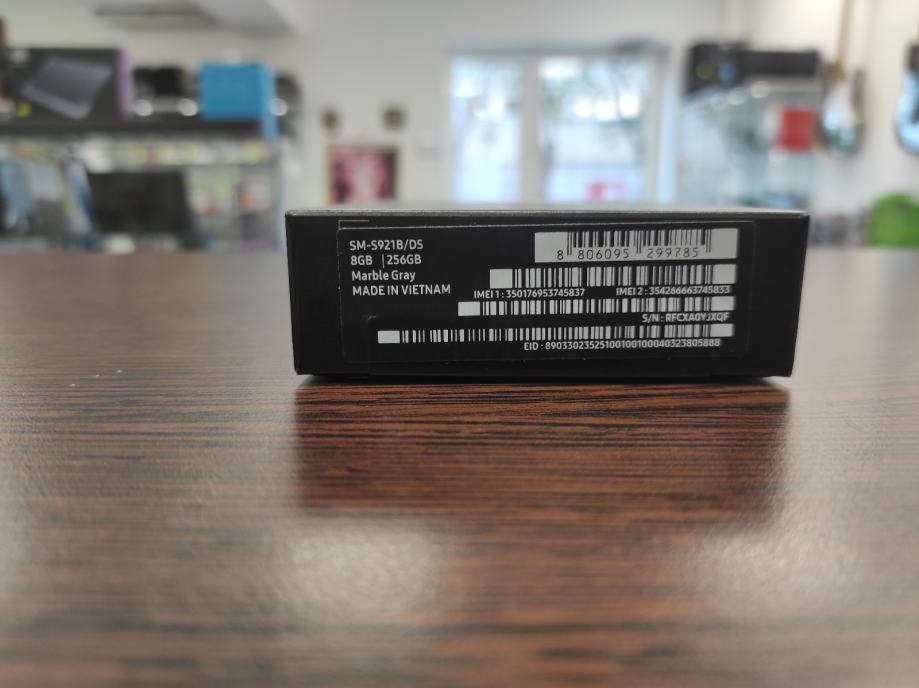 SM-S921B/DS
8GB | 256GB
Marble Gray
MADE IN VIETNAM
8 806095 299785
IMEI 1 : 350176953745837
IMEI 2 : 354266663745833
S/N : RFCXA0YJXQF
EID : 89033023525100100100040323805888